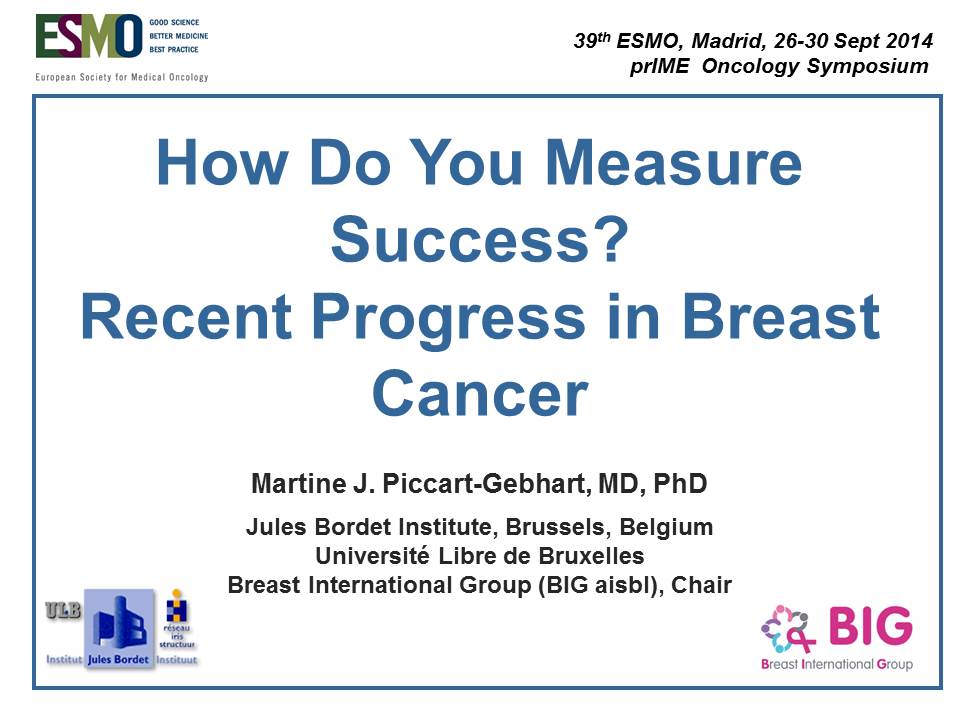 ESMO
GOOD SCIENCE
BETTER MEDICINE
BEST PRACTICE
European Society for Medical Oncology
39th ESMO, Madrid, 26-30 Sept 2014
prIME Oncology Symposium
How Do You Measure
Success?
Recent Progress in Breast
Cancer
Martine J. Piccart-Gebhart, MD, PhD
Jules Bordet Institute, Brussels, Belgium
Université Libre de Bruxelles
Breast International Group (BIG aisbl), Chair
ULB
réseau
iris
structuur
Institut Jules Bordet Instituut
BIG
Breast International Group